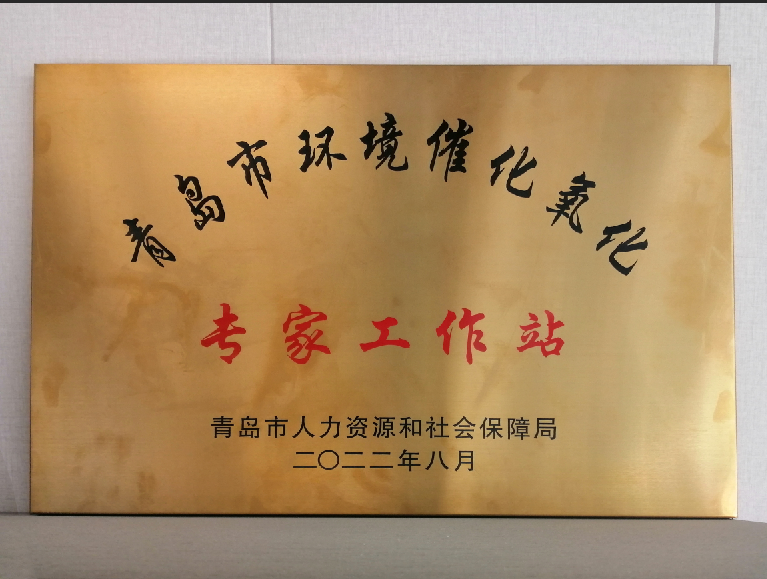 青岛市环境催化氧化
专家工作站
青岛市人力资源和社会保障局
二〇二二年八月